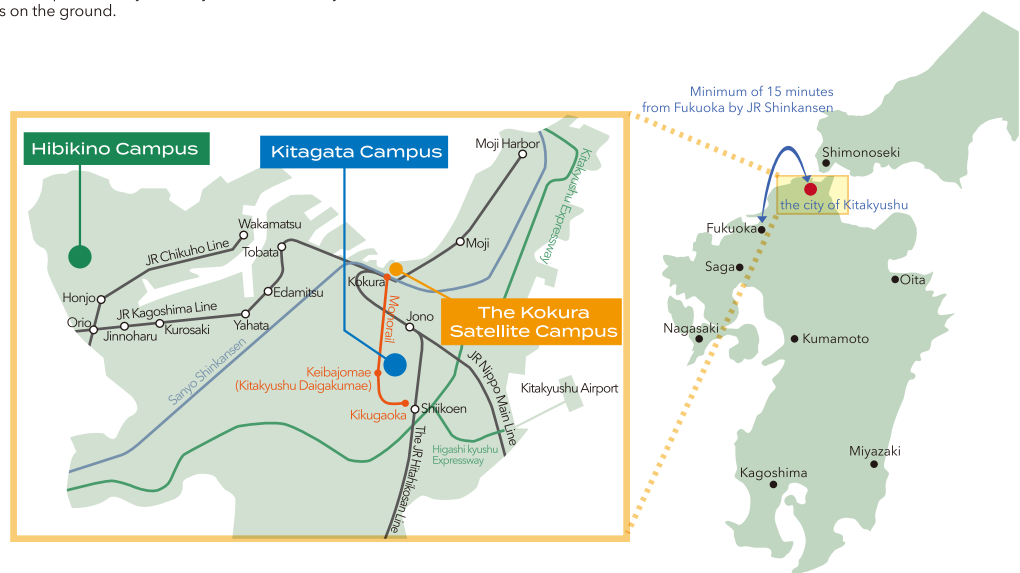 s on the ground.
Minimum of 15 minutes
from Fukuoka by JR Shinkansen
Hibikino Campus
Kitagata Campus
Moji Harbor
Kitakyushu Expressway
Shimonoseki
the city of Kitakyushu
Wakamatsu
JR Chikuho Line
Tobata
Moji
Fukuoka
Saga
Kokura
Edamitsu
Oita
Honjo
JR Kagoshima Line
Monorail
The Kokura
Satellite Campus
Orio
Jinnoharu
Kurosaki
Yahata
Jono
Nagasaki
Kumamoto
Sanyo Shinkansen
JR Nippo Main Line
Keibajomae
(Kitakyushu Daigakumae)
Kitakyushu Airport
Kikugaoka
Shiikoen
The JR Hitahikosan Line
Higashi kyushu
Expressway
Miyazaki
Kagoshima